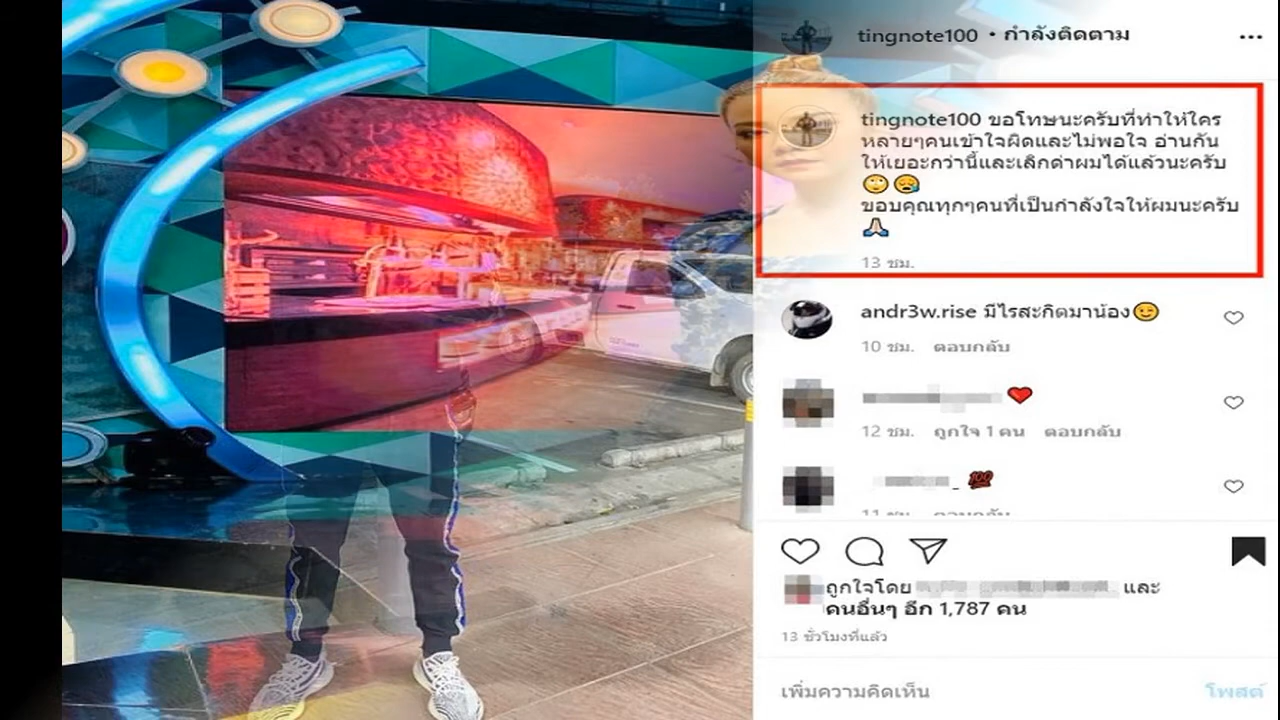 tingnote100 • กำลังติดตาม
tingnote100 ขอโทษนะครับที่ทำให้ใคร
หลายๆคนเข้าใจผิดและไม่พอใจ อ่านกัน
ให้เยอะกว่านี้และเลิกด่าผมได้แล้วนะครับ
🙄😪
ขอบคุณทุกๆคนที่เป็นกำลังใจให้ผมนะครับ
🙏🏻
13 ชม.
andr3w.rise มีไรสะกิดมาน้อง😉
10 ชม. ตอบกลับ
❤️
12 ชม. ถูกใจ 1 คน ตอบกลับ
💯
11 ชม. ตอบกลับ
ถูกใจโดย และ
คนอื่นๆ อีก 1,787 คน
13 ชั่วโมงที่แล้ว
เพิ่มความคิดเห็น
โพสต์